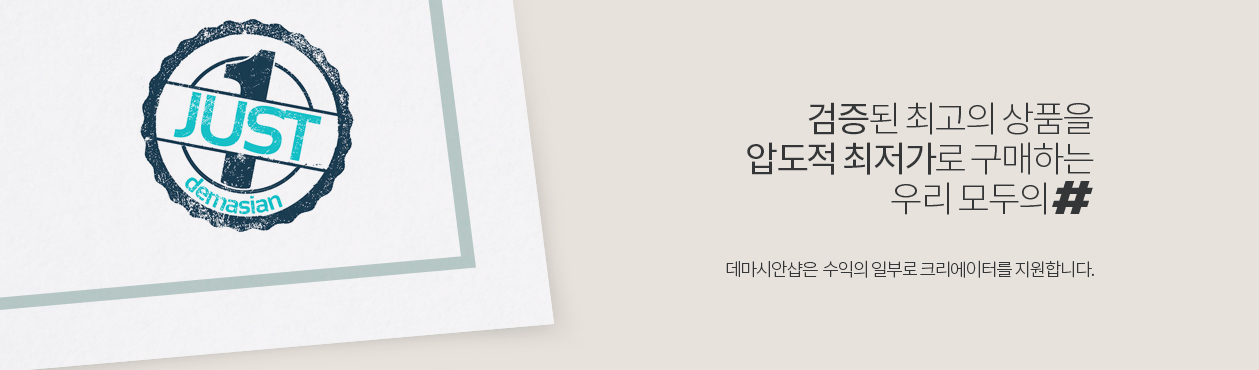 1
JUST
demasian
검증된 최고의 상품을
압도적 최저가로 구매하는
우리 모두의#
데마시안샵은 수익의 일부로 크리에이터를 지원합니다.